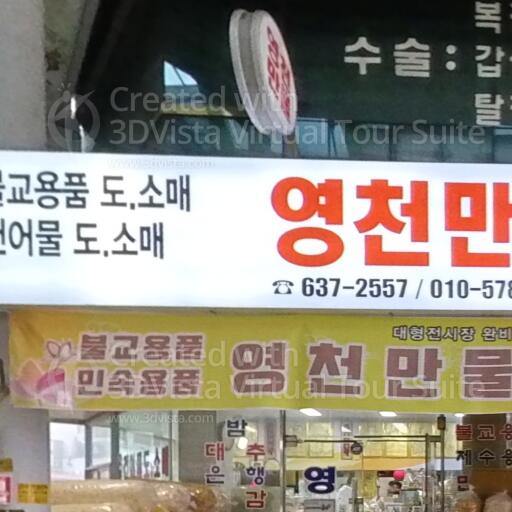 수술:
Created with
3DVista Virtual Tour Suite
www.3dvista.com
불교용품 도.소매
건어물 도.소매
영천만
☎ 637-2557 / 010-578
대형전시장 완비
불교용품
민속용품
영천만물
Created with
3DVista Virtual Tour Suite
www.3dvista.com
밤
대
은
추
행
감
영
불교용
제수용